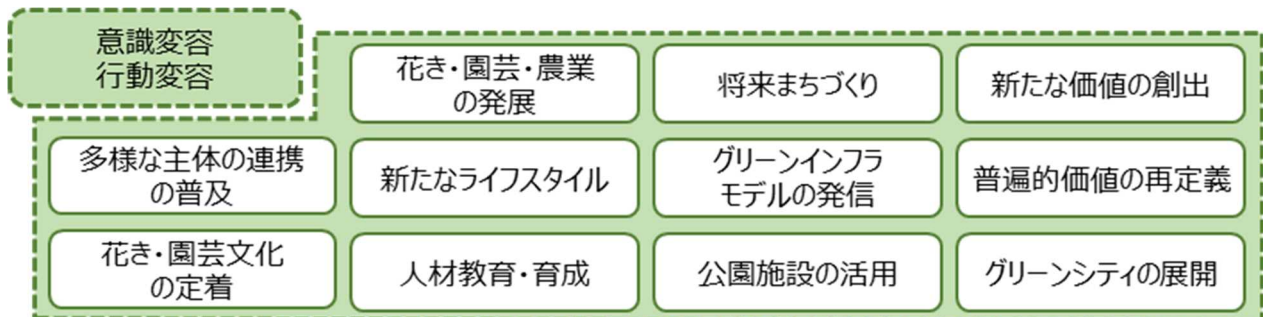 意識変容
行動変容
花き・園芸・農業
の発展
将来まちづくり
新たな価値の創出
多様な主体の連携
の普及
新たなライフスタイル
グリーンインフラ
モデルの発信
普遍的価値の再定義
花き・園芸文化
の定着
人材教育・育成
公園施設の活用
グリーンシティの展開